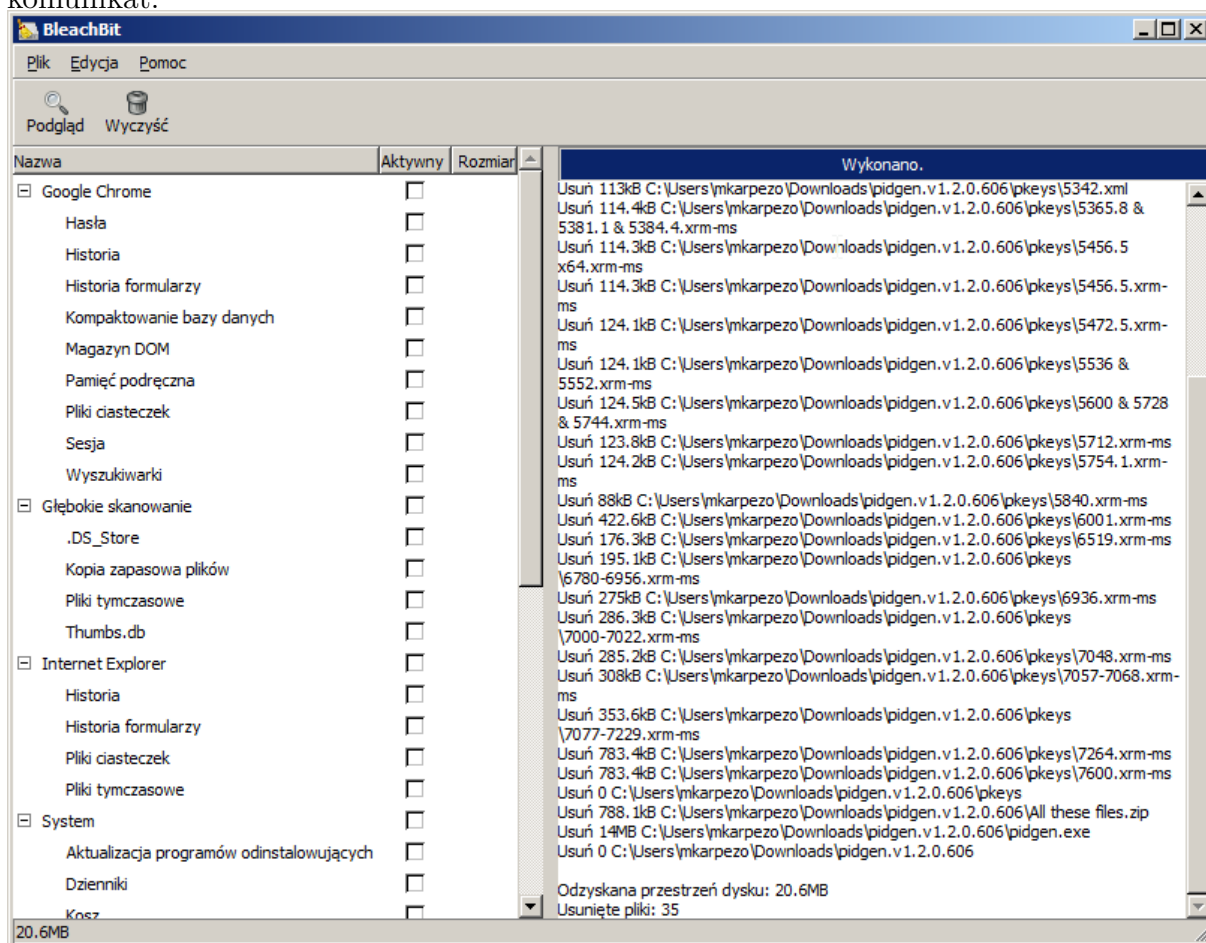 komunikat.
BleachBit
Plik Edycja Pomoc
Podgląd Wyczyść
Nazwa Aktywny Rozmiar
Google Chrome
Hasła
Historia
Historia formularzy
Kompaktowanie bazy danych
Magazyn DOM
Pamięć podręczna
Pliki ciasteczek
Sesja
Wyszukiwarki
Głębokie skanowanie
.DS_Store
Kopia zapasowa plików
Pliki tymczasowe
Thumbs.db
Internet Explorer
Historia
Historia formularzy
Pliki ciasteczek
Pliki tymczasowe
System
Aktualizacja programów odinstalowujących
Dzienniki
Kosz
Wykonano.
Usuń 113kB C:\Users\mkarpezo\Downloads\pidgen.v1.2.0.606\pkeys\5342.xml
Usuń 114.4kB C:\Users\mkarpezo\Downloads\pidgen.v1.2.0.606\pkeys\5365.8 &
5381.1 & 5384.4.xrm-ms
Usuń 114.3kB C:\Users\mkarpezo\Downloads\pidgen.v1.2.0.606\pkeys\5456.5
x64.xrm-ms
Usuń 114.3kB C:\Users\mkarpezo\Downloads\pidgen.v1.2.0.606\pkeys\5456.5.xrm-
ms
Usuń 124.1kB C:\Users\mkarpezo\Downloads\pidgen.v1.2.0.606\pkeys\5472.5.xrm-
ms
Usuń 124.1kB C:\Users\mkarpezo\Downloads\pidgen.v1.2.0.606\pkeys\5536 &
5552.xrm-ms
Usuń 124.5kB C:\Users\mkarpezo\Downloads\pidgen.v1.2.0.606\pkeys\5600 & 5728
& 5744.xrm-ms
Usuń 123.8kB C:\Users\mkarpezo\Downloads\pidgen.v1.2.0.606\pkeys\5712.xrm-ms
Usuń 124.2kB C:\Users\mkarpezo\Downloads\pidgen.v1.2.0.606\pkeys\5754.1.xrm-
ms
Usuń 88kB C:\Users\mkarpezo\Downloads\pidgen.v1.2.0.606\pkeys\5840.xrm-ms
Usuń 422.6kB C:\Users\mkarpezo\Downloads\pidgen.v1.2.0.606\pkeys\6001.xrm-ms
Usuń 176.3kB C:\Users\mkarpezo\Downloads\pidgen.v1.2.0.606\pkeys\6519.xrm-ms
Usuń 195.1kB C:\Users\mkarpezo\Downloads\pidgen.v1.2.0.606\pkeys
\6780-6956.xrm-ms
Usuń 275kB C:\Users\mkarpezo\Downloads\pidgen.v1.2.0.606\pkeys\6936.xrm-ms
Usuń 286.3kB C:\Users\mkarpezo\Downloads\pidgen.v1.2.0.606\pkeys
\7000-7022.xrm-ms
Usuń 285.2kB C:\Users\mkarpezo\Downloads\pidgen.v1.2.0.606\pkeys\7048.xrm-ms
Usuń 308kB C:\Users\mkarpezo\Downloads\pidgen.v1.2.0.606\pkeys\7057-7068.xrm-
ms
Usuń 353.6kB C:\Users\mkarpezo\Downloads\pidgen.v1.2.0.606\pkeys
\7077-7229.xrm-ms
Usuń 783.4kB C:\Users\mkarpezo\Downloads\pidgen.v1.2.0.606\pkeys\7264.xrm-ms
Usuń 783.4kB C:\Users\mkarpezo\Downloads\pidgen.v1.2.0.606\pkeys\7600.xrm-ms
Usuń 0 C:\Users\mkarpezo\Downloads\pidgen.v1.2.0.606\pkeys
Usuń 788.1kB C:\Users\mkarpezo\Downloads\pidgen.v1.2.0.606\All these files.zip
Usuń 14MB C:\Users\mkarpezo\Downloads\pidgen.v1.2.0.606\pidgen.exe
Usuń 0 C:\Users\mkarpezo\Downloads\pidgen.v1.2.0.606
Odzyskana przestrzeń dysku: 20.6MB
Usunięte pliki: 35
20.6MB